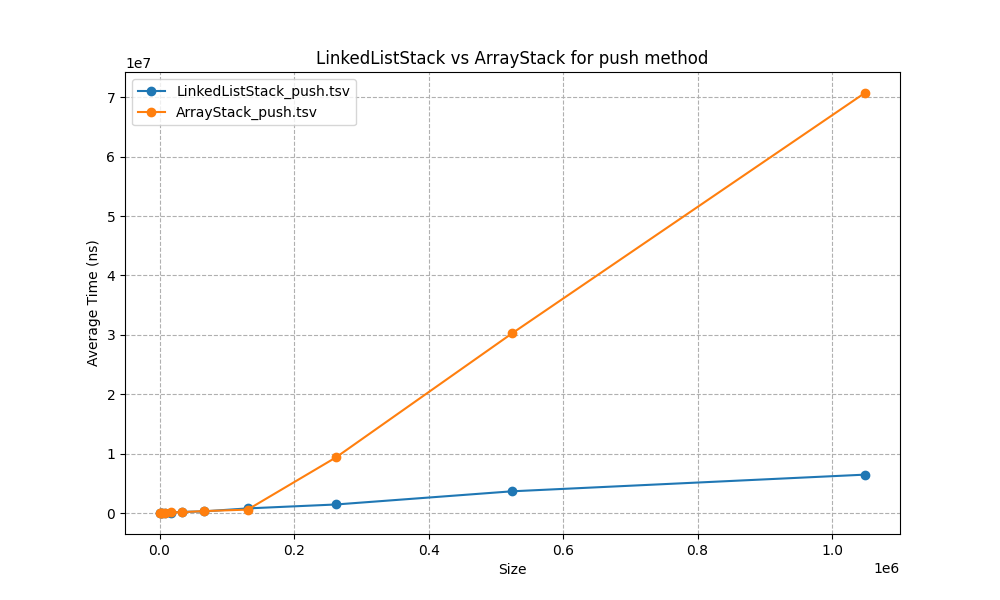 LinkedListStack vs ArrayStack for push method
1e7
LinkedListStack_push.tsv
ArrayStack_push.tsv
7
6
5
4
3
2
1
0
Average Time (ns)
0.0 0.2 0.4 0.6 0.8 1.0
Size
1e6